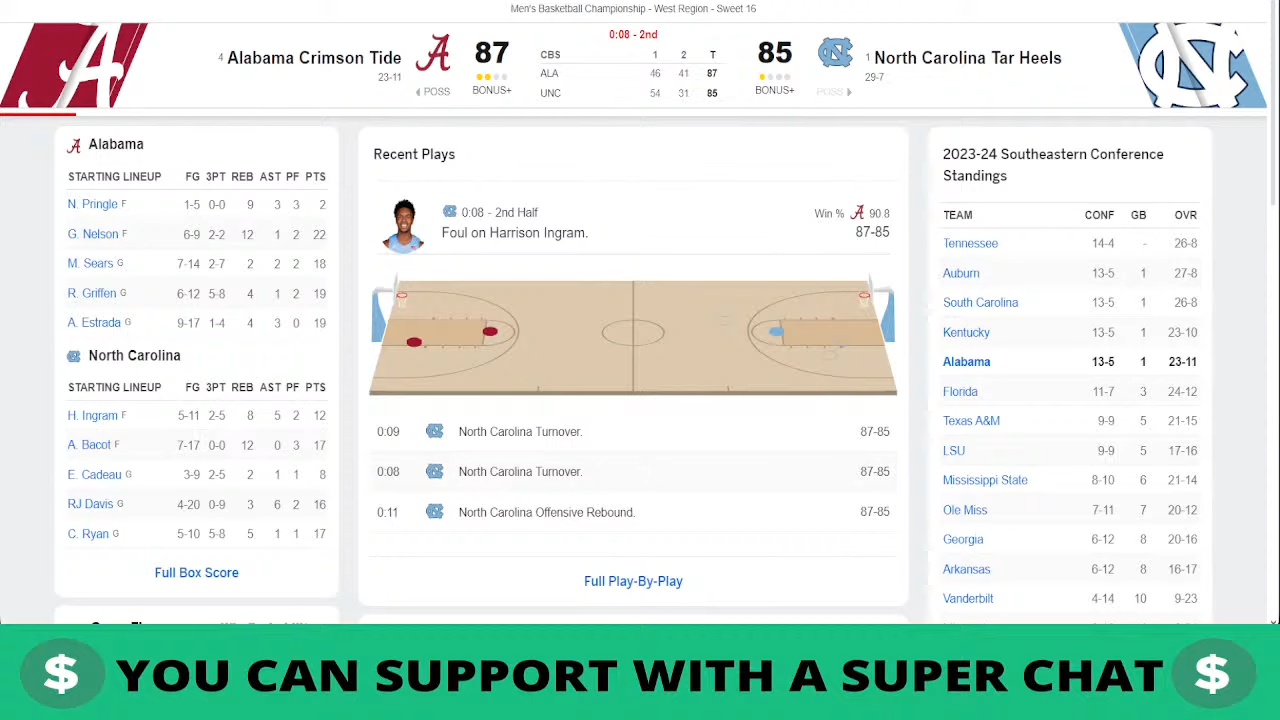 Men's Basketball Championship - West Region - Sweet 16
4 Alabama Crimson Tide
23-11
POSS
87
BONUS+
0:08 - 2nd
CBS 1 2 T
ALA 46 41 87
UNC 54 31 85
85
BONUS+
1 North Carolina Tar Heels
29-7
POSS
Alabama
STARTING LINEUP FG 3PT REB AST PF PTS
N. Pringle F 1-5 0-0 9 3 3 2
G. Nelson F 6-9 2-2 12 1 2 22
M. Sears G 7-14 2-7 2 2 2 18
R. Griffen G 6-12 5-8 4 1 2 19
A. Estrada G 9-17 1-4 4 3 0 19
North Carolina
STARTING LINEUP FG 3PT REB AST PF PTS
H. Ingram F 5-11 2-5 8 5 2 12
A. Bacot F 7-17 0-0 12 0 3 17
E. Cadeau G 3-9 2-5 2 1 1 8
RJ Davis G 4-20 0-9 3 6 2 16
C. Ryan G 5-10 5-8 5 1 1 17
Full Box Score
Recent Plays
0:08 - 2nd Half
Foul on Harrison Ingram.
Win % 90.8
87-85
0:09 North Carolina Turnover. 87-85
0:08 North Carolina Turnover. 87-85
0:11 North Carolina Offensive Rebound. 87-85
Full Play-By-Play
2023-24 Southeastern Conference
Standings
TEAM CONF GB OVR
Tennessee 14-4 - 26-8
Auburn 13-5 1 27-8
South Carolina 13-5 1 26-8
Kentucky 13-5 1 23-10
Alabama 13-5 1 23-11
Florida 11-7 3 24-12
Texas A&M 9-9 5 21-15
LSU 9-9 5 17-16
Mississippi State 8-10 6 21-14
Ole Miss 7-11 7 20-12
Georgia 6-12 8 20-16
Arkansas 6-12 8 16-17
Vanderbilt 4-14 10 9-23
$ YOU CAN SUPPORT WITH A SUPER CHAT $